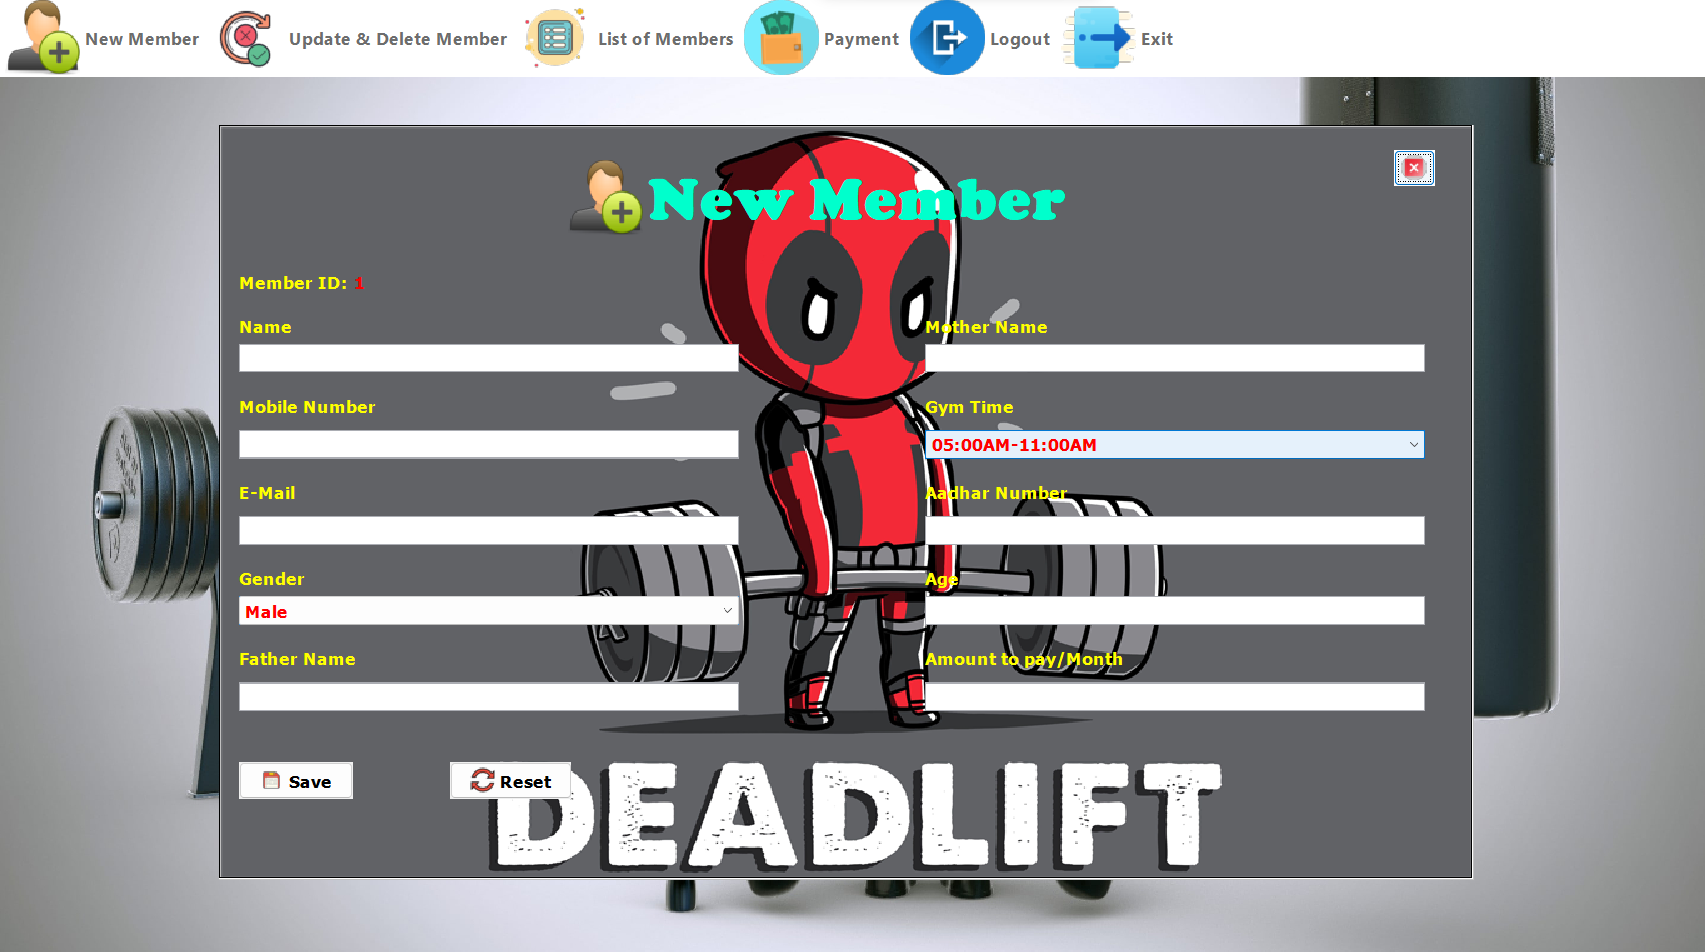 New Member Update & Delete Member List of Members Payment Logout Exit
New Member
Member ID: 1
Name
Mother Name
Mobile Number
Gym Time
05:00AM-11:00AM
E-Mail
Aadhar Number
Gender
Age
Male
Father Name
Amount to pay/Month
Save
Reset
DEADLIFT